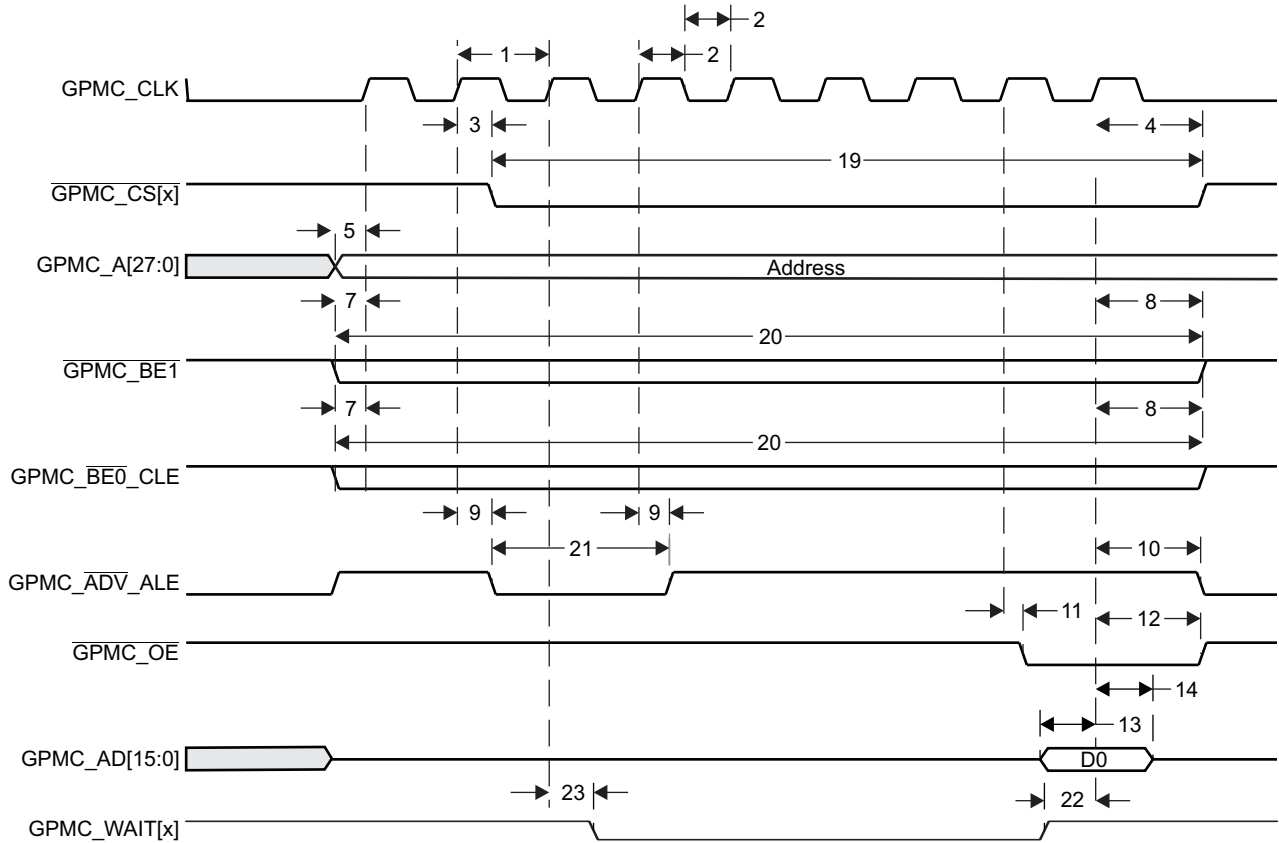 2
1
2
GPMC_CLK
3
4
19
GPMC_CS[x]
5
GPMC_A[27:0]
Address
7
8
20
GPMC_BE1
7
8
20
GPMC_BE0_CLE
9
9
21
10
GPMC_ADV_ALE
11
12
GPMC_OE
14
13
GPMC_AD[15:0]
D0
23
22
GPMC_WAIT[x]